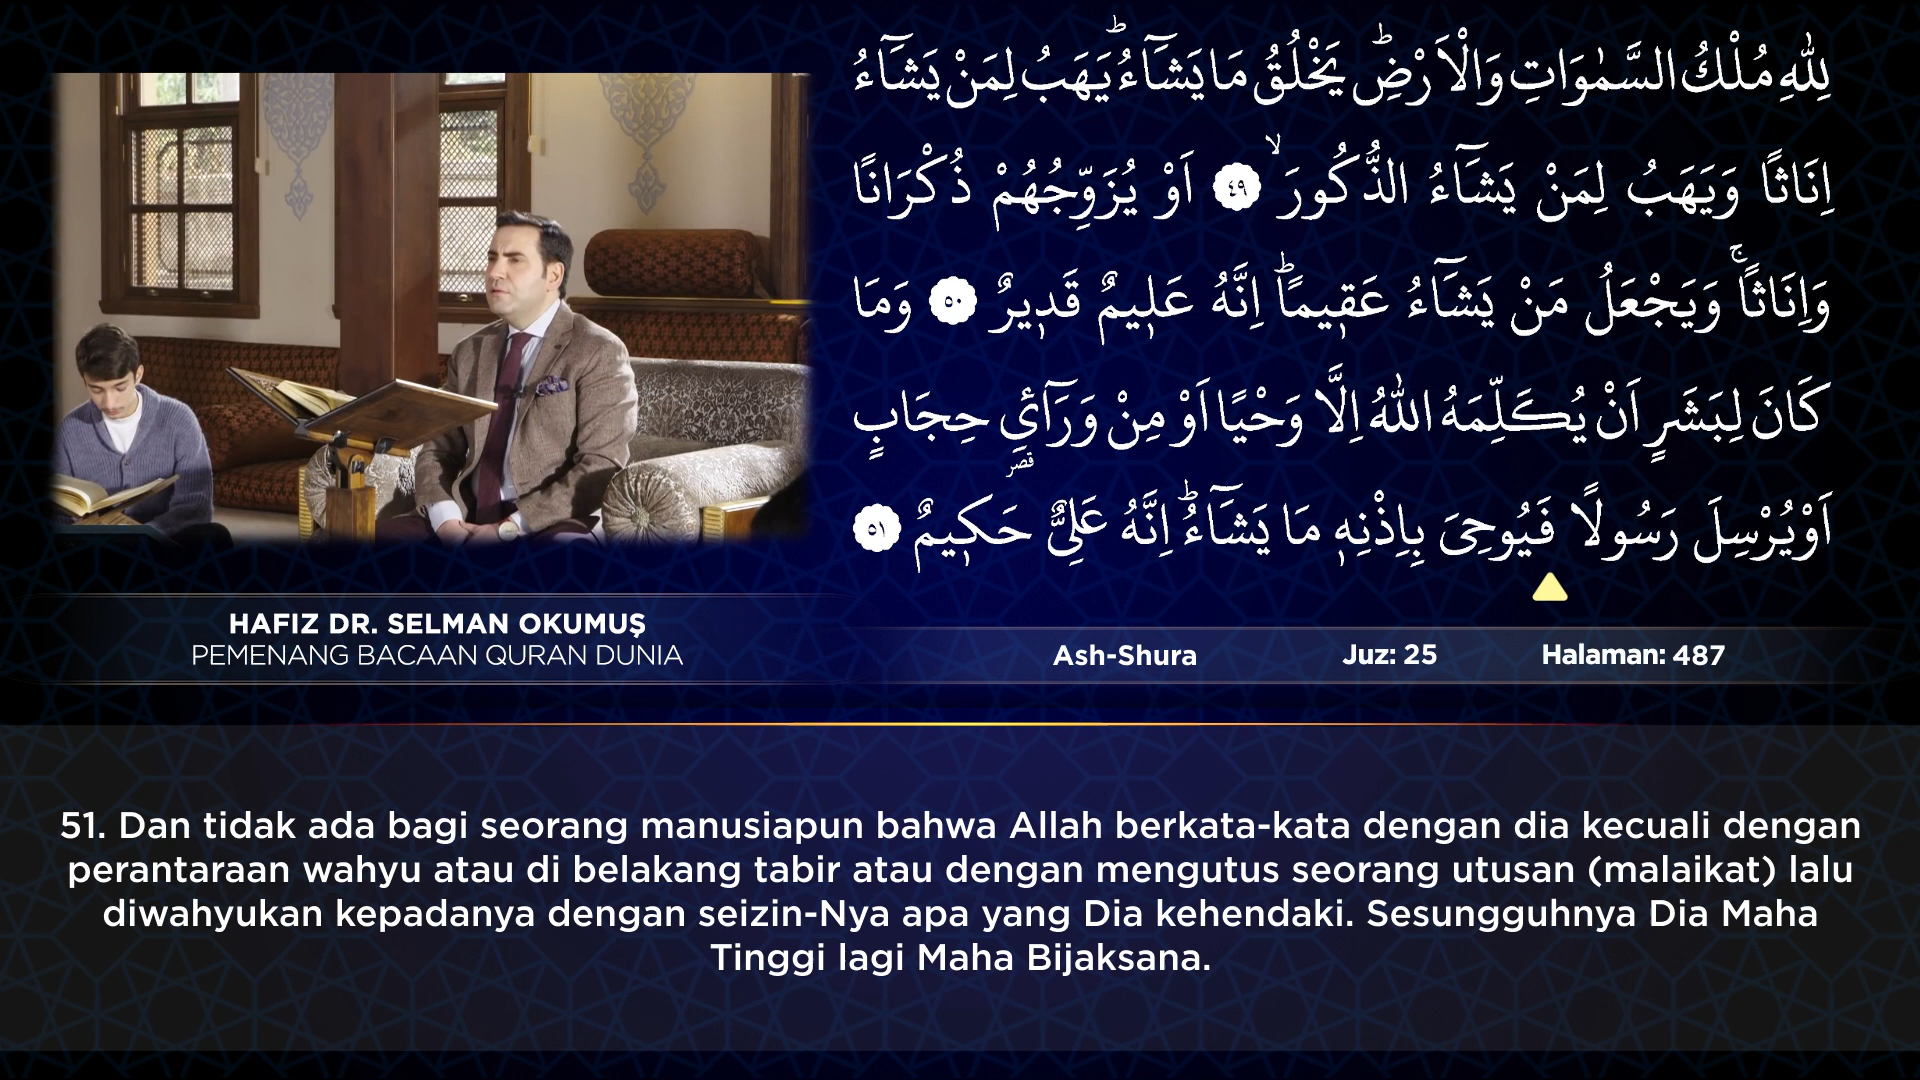 لِلّٰهِ مُلْكُ السَّمٰوَاتِ وَالْاَرْضِؕ يَخْلُقُ مَا يَشَٓاءُؕ يَهَبُ لِمَنْ يَشَٓاءُ
اِنَاثًا وَيَهَبُ لِمَنْ يَشَٓاءُ الذُّكُورَۙ ﴿٤٩﴾ اَوْ يُزَوِّجُهُمْ ذُكْرَانًا
وَاِنَاثًاۚ وَيَجْعَلُ مَنْ يَشَٓاءُ عَق۪يمًاؕ اِنَّهُ عَل۪يمٌ قَد۪يرٌ ﴿٥٠﴾ وَمَا
كَانَ لِبَشَرٍ اَنْ يُكَلِّمَهُ اللّٰهُ اِلَّا وَحْيًا اَوْ مِنْ وَرَٓائِ۬ حِجَابٍ
قصر
اَوْ يُرْسِلَ رَسُولًا فَيُوحِيَ بِاِذْنِه۪ مَا يَشَٓاءُؕ اِنَّهُ عَلِيٌّ حَك۪يمٌ ﴿٥١﴾
HAFIZ DR. SELMAN OKUMUŞ
PEMENANG BACAAN QURAN DUNIA
Ash-Shura Juz: 25 Halaman: 487
51. Dan tidak ada bagi seorang manusiapun bahwa Allah berkata-kata dengan dia kecuali dengan
perantaraan wahyu atau di belakang tabir atau dengan mengutus seorang utusan (malaikat) lalu
diwahyukan kepadanya dengan seizin-Nya apa yang Dia kehendaki. Sesungguhnya Dia Maha
Tinggi lagi Maha Bijaksana.